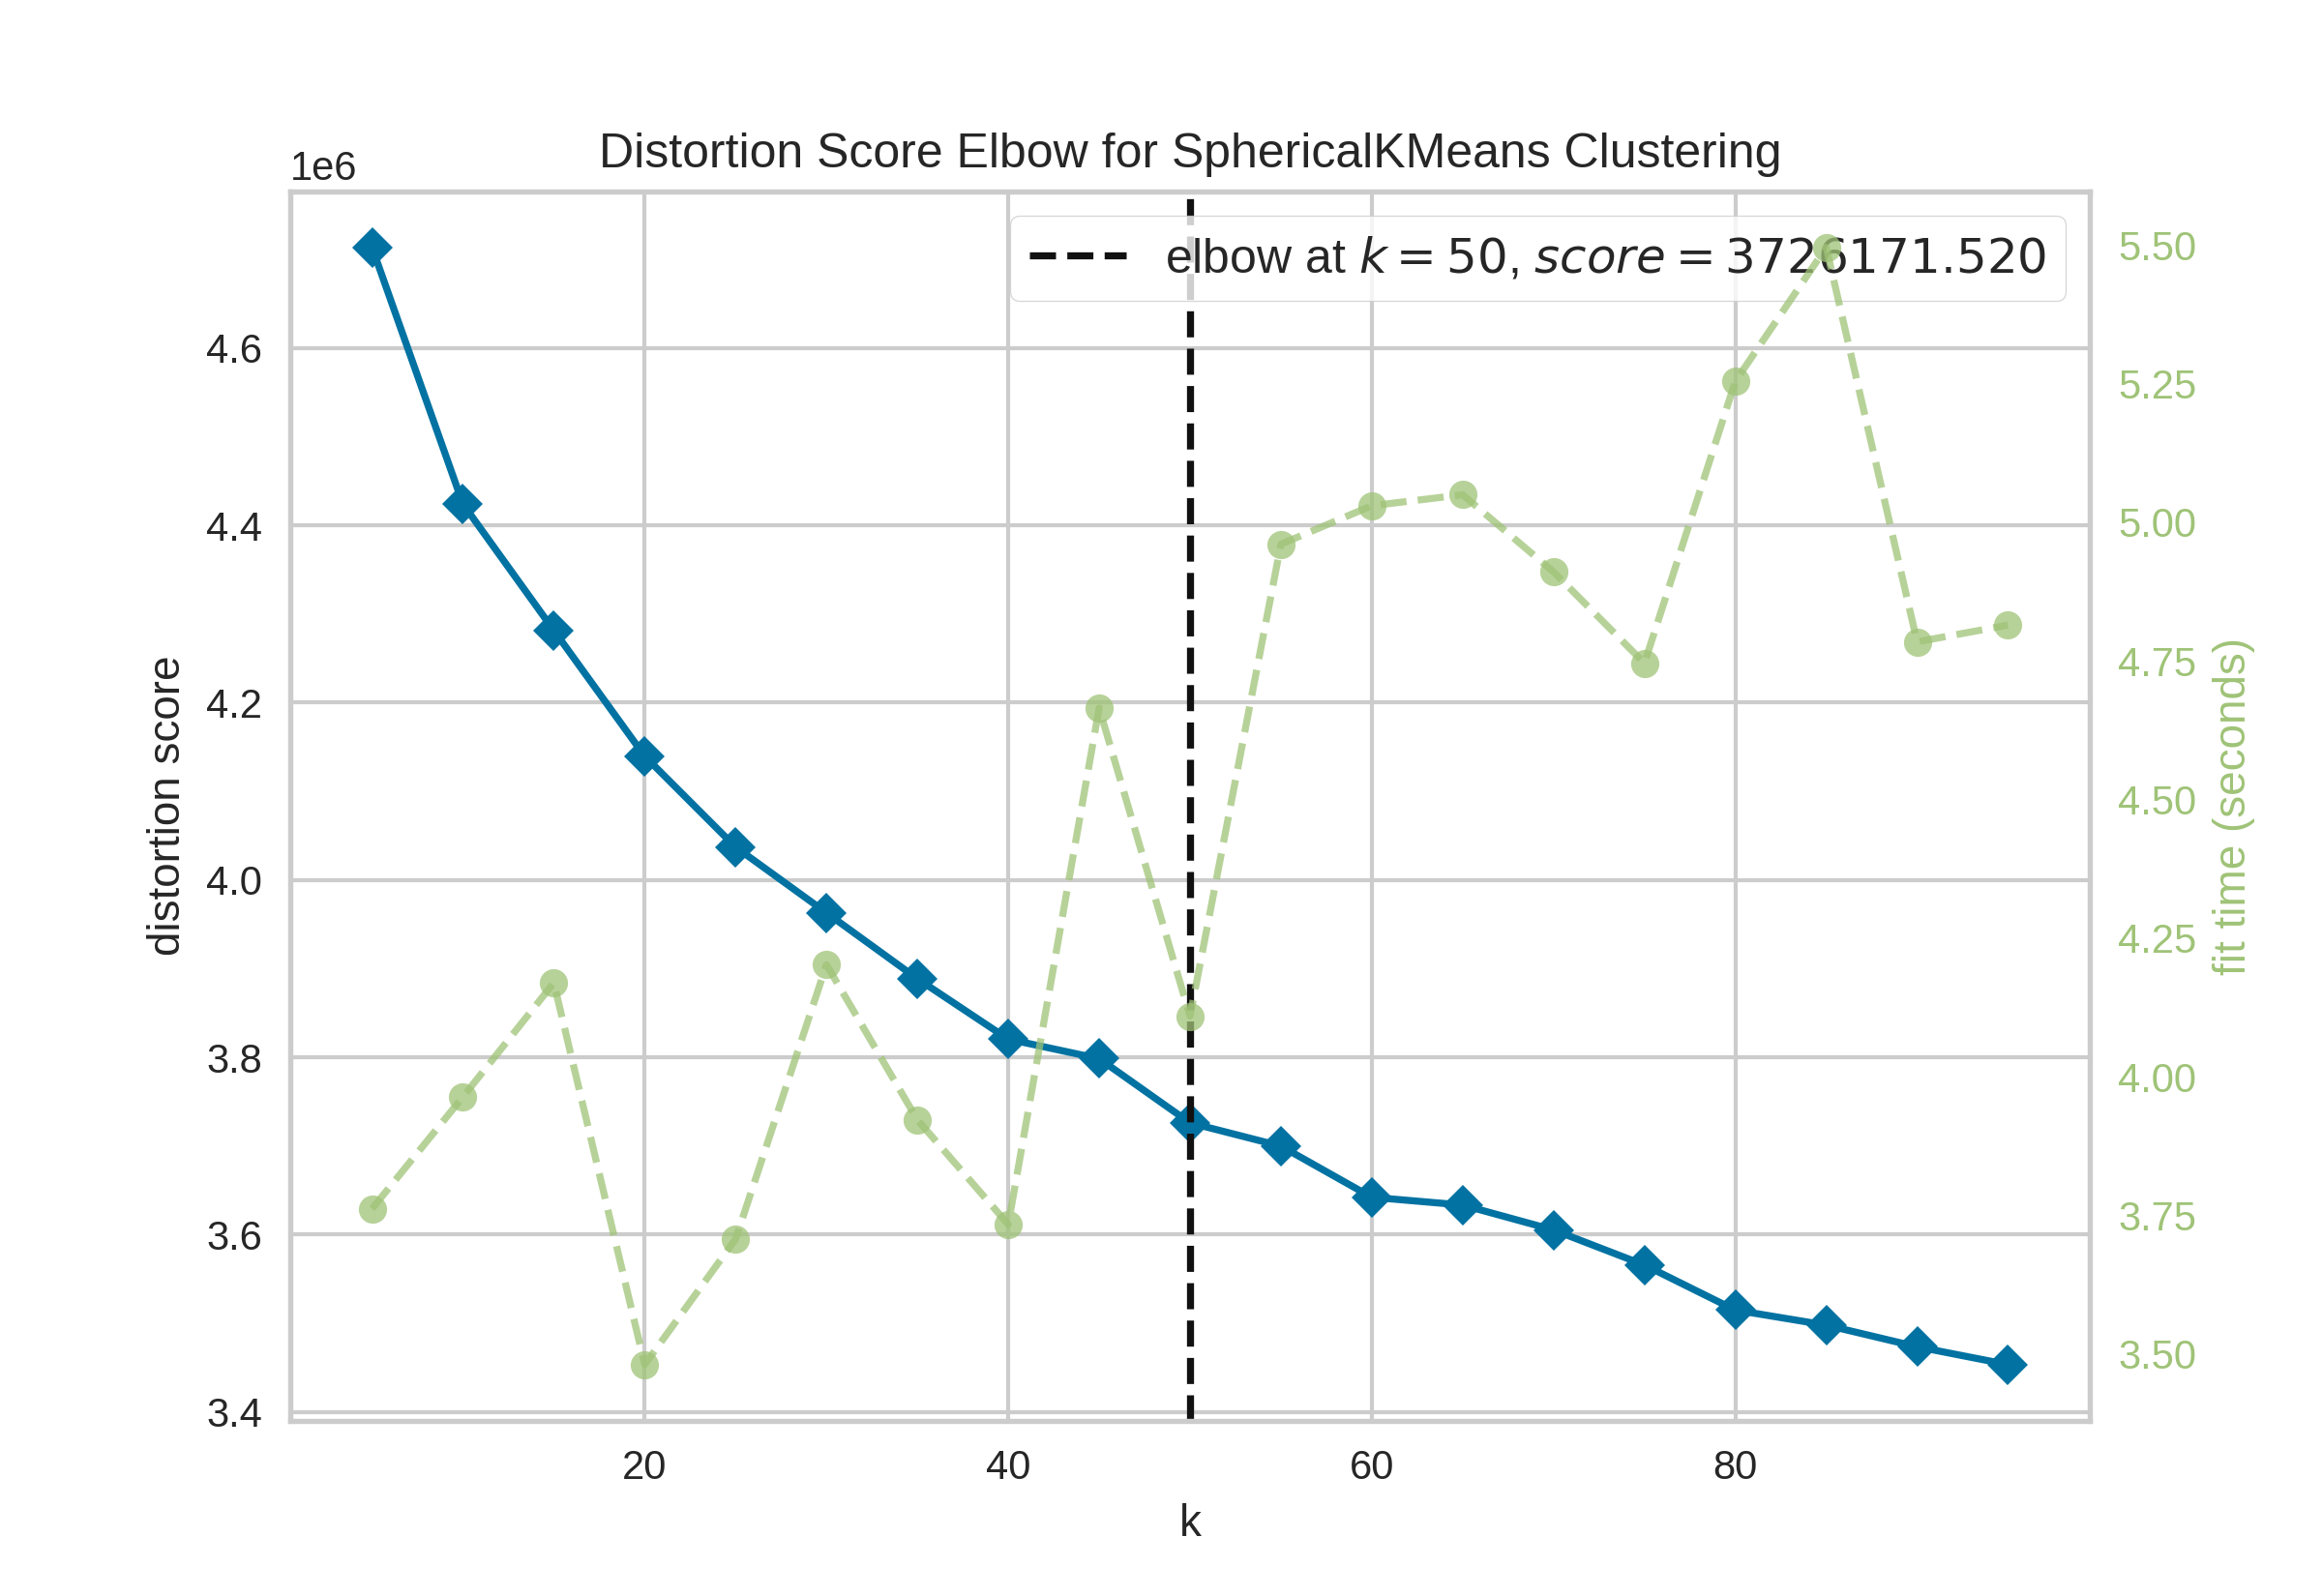 Distortion Score Elbow for SphericalKMeans Clustering
1e6
elbow at k = 50, score = 3726171.520
distortion score
4.6
4.4
4.2
4.0
3.8
3.6
3.4
5.50
5.25
5.00
4.75
4.50
4.25
4.00
3.75
3.50
fit time (seconds)
20 40 60 80
k